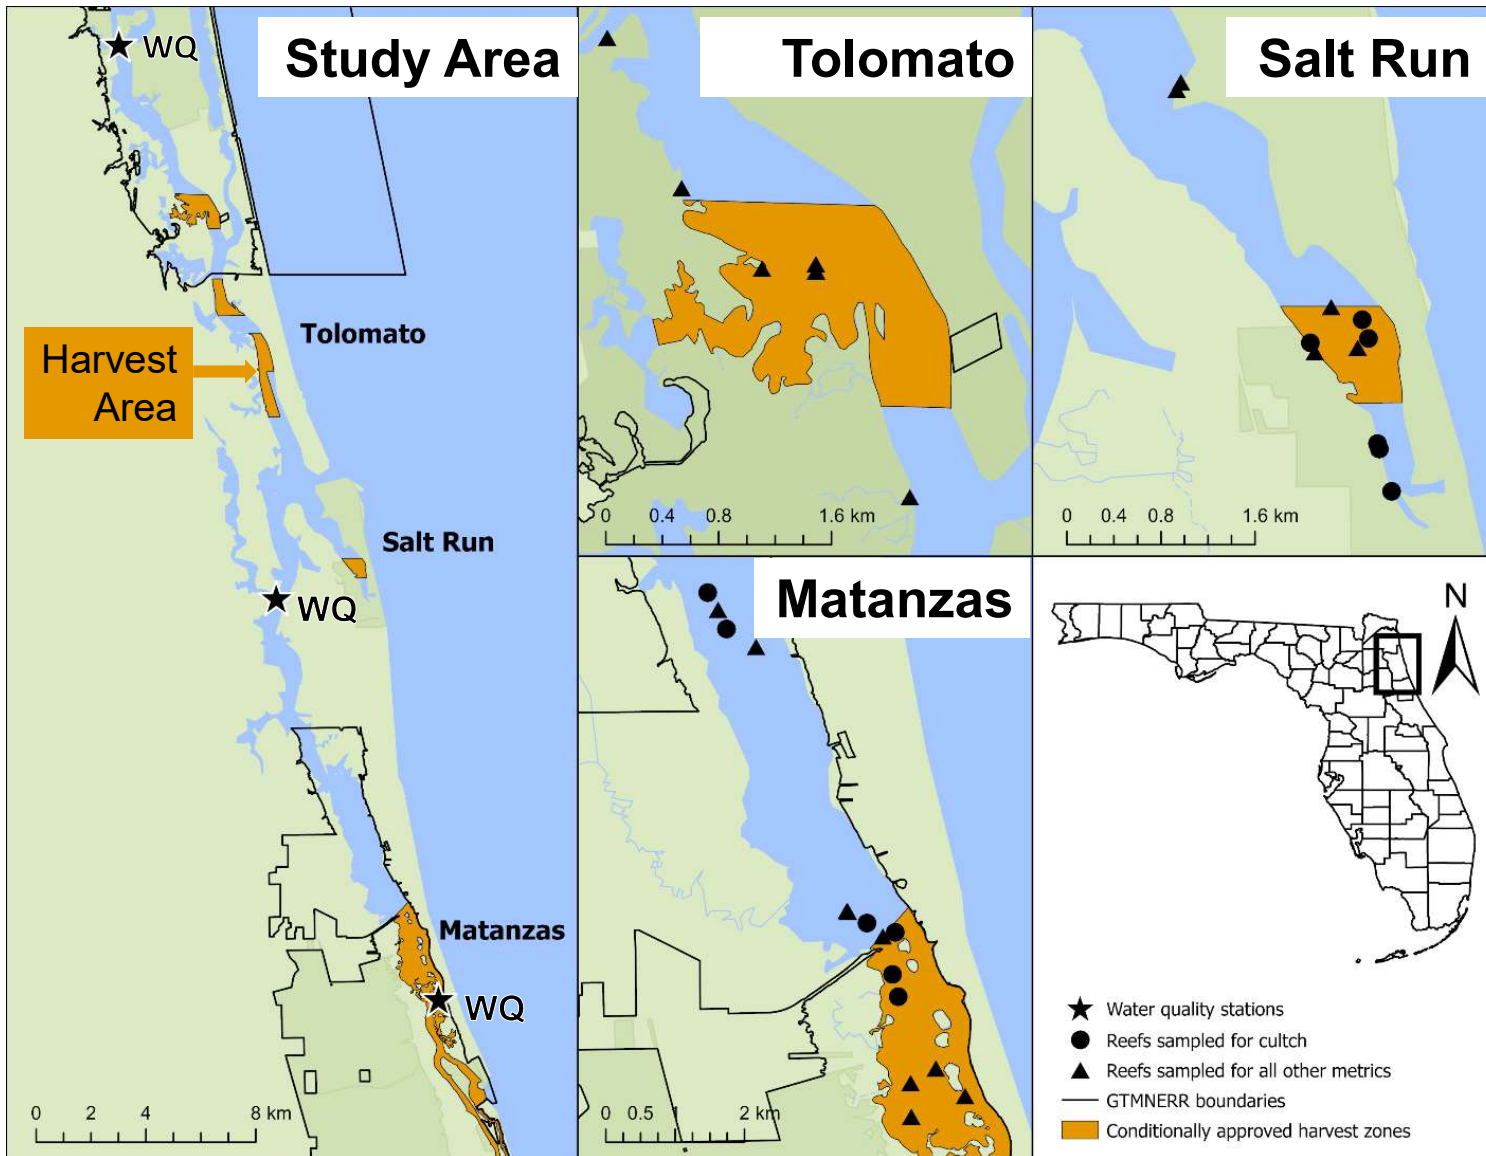 Study Area
WQ
Tolomato
Harvest
Area
Salt Run
WQ
Matanzas
WQ
0 2 4 8 km
Tolomato
0 0.4 0.8 1.6 km
Salt Run
0 0.4 0.8 1.6 km
Matanzas
0 0.5 1 2 km
N
Water quality stations
Reefs sampled for cultch
Reefs sampled for all other metrics
GTMNERR boundaries
Conditionally approved harvest zones